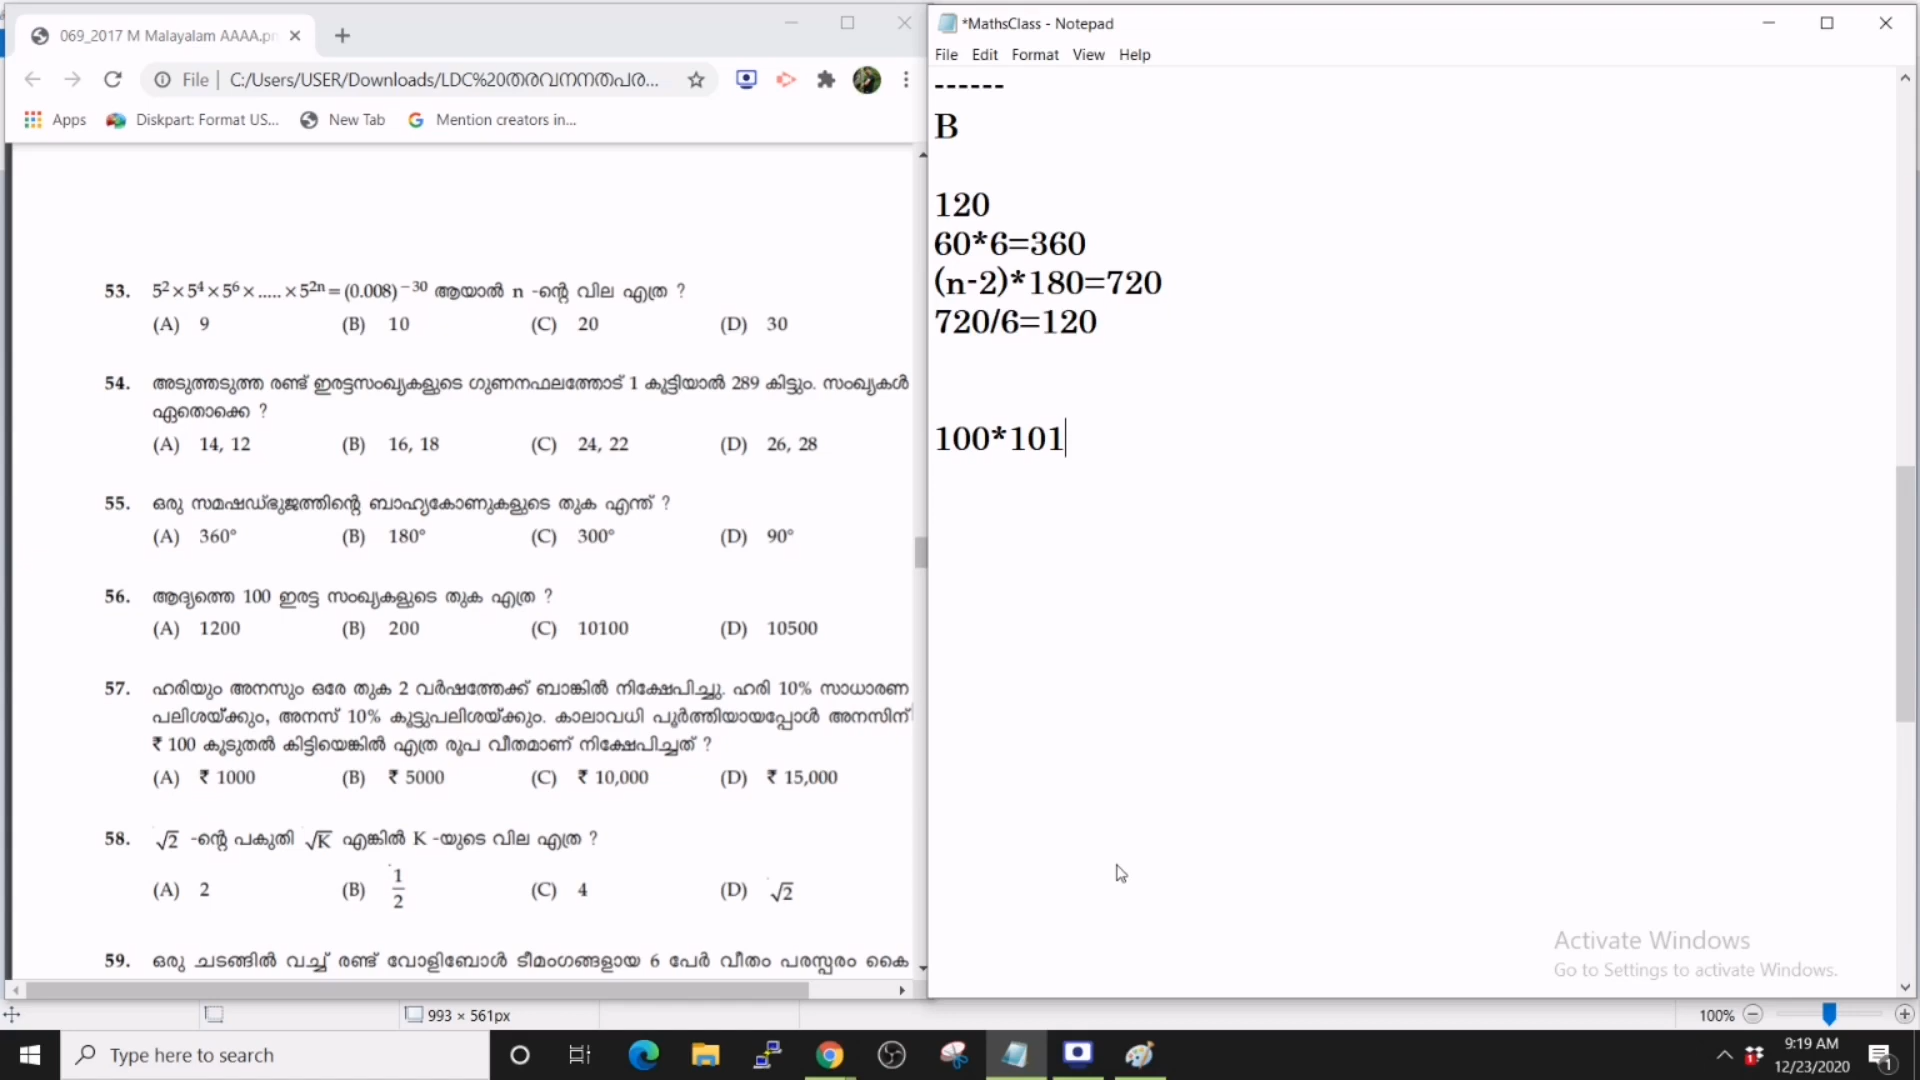 069_2017 M Malayalam AAAA.pn
*MathsClass - Notepad
File Edit Format View Help
File | C:/Users/USER/Downloads/LDC%20തരവനനതപര...
Apps Diskpart: Format US... New Tab Mention creators in...
53. 5² × 5⁴ × 5⁶ × ..... × 5²ⁿ = (0.008)⁻³⁰ ആയാൽ n -ന്റെ വില എത്ര ?
(A) 9 (B) 10 (C) 20 (D) 30
54. അടുത്തടുത്ത രണ്ട് ഇരട്ടസംഖ്യകളുടെ ഗുണനഫലത്തോട് 1 കൂട്ടിയാൽ 289 കിട്ടും. സംഖ്യകൾ
ഏതൊക്കെ ?
(A) 14, 12 (B) 16, 18 (C) 24, 22 (D) 26, 28
55. ഒരു സമഷഡ്ഭുജത്തിന്റെ ബാഹ്യകോണുകളുടെ തുക എന്ത് ?
(A) 360° (B) 180° (C) 300° (D) 90°
56. ആദ്യത്തെ 100 ഇരട്ട സംഖ്യകളുടെ തുക എത്ര ?
(A) 1200 (B) 200 (C) 10100 (D) 10500
57. ഹരിയും അനസും ഒരേ തുക 2 വർഷത്തേക്ക് ബാങ്കിൽ നിക്ഷേപിച്ചു. ഹരി 10% സാധാരണ
പലിശയ്ക്കും, അനസ് 10% കൂട്ടുപലിശയ്ക്കും. കാലാവധി പൂർത്തിയായപ്പോൾ അനസിന്
₹ 100 കൂടുതൽ കിട്ടിയെങ്കിൽ എത്ര രൂപ വീതമാണ് നിക്ഷേപിച്ചത് ?
(A) ₹ 1000 (B) ₹ 5000 (C) ₹ 10,000 (D) ₹ 15,000
58. √2 -ന്റെ പകുതി √K എങ്കിൽ K -യുടെ വില എത്ര ?
(A) 2 (B) 1/2 (C) 4 (D) √2
59. ഒരു ചടങ്ങിൽ വച്ച് രണ്ട് വോളിബോൾ ടീമംഗങ്ങളായ 6 പേർ വീതം പരസ്പരം കൈ
------
B
120
60*6=360
(n-2)*180=720
720/6=120
100*101
Activate Windows
Go to Settings to activate Windows.
993 × 561px
100%
Type here to search
9:19 AM
12/23/2020
1